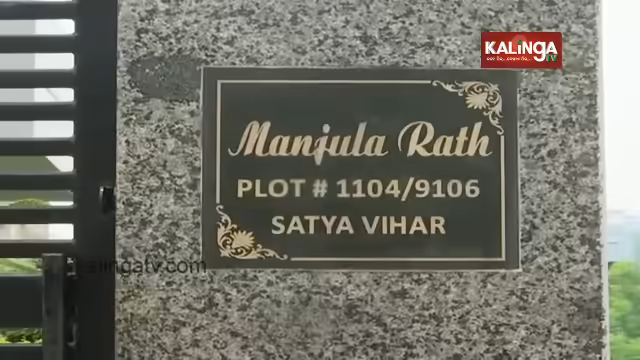 KALINGA
TV
Manjula Rath
PLOT # 1104/9106
SATYA VIHAR
kalingatv.com